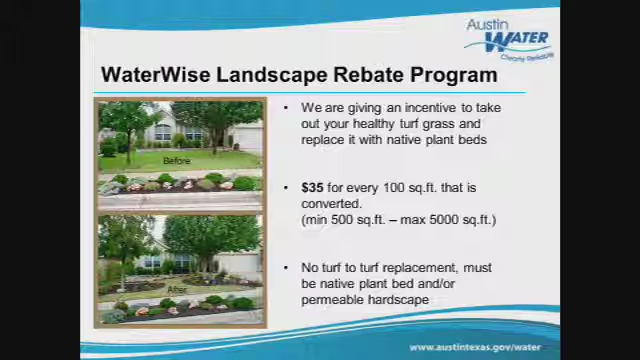 Austin
WATER
Clearly Reliable
WaterWise Landscape Rebate Program
Before
After
• We are giving an incentive to take
out your healthy turf grass and
replace it with native plant beds
• $35 for every 100 sq.ft. that is
converted.
(min 500 sq.ft. – max 5000 sq.ft.)
• No turf to turf replacement, must
be native plant bed and/or
permeable hardscape
www.austintexas.gov/water